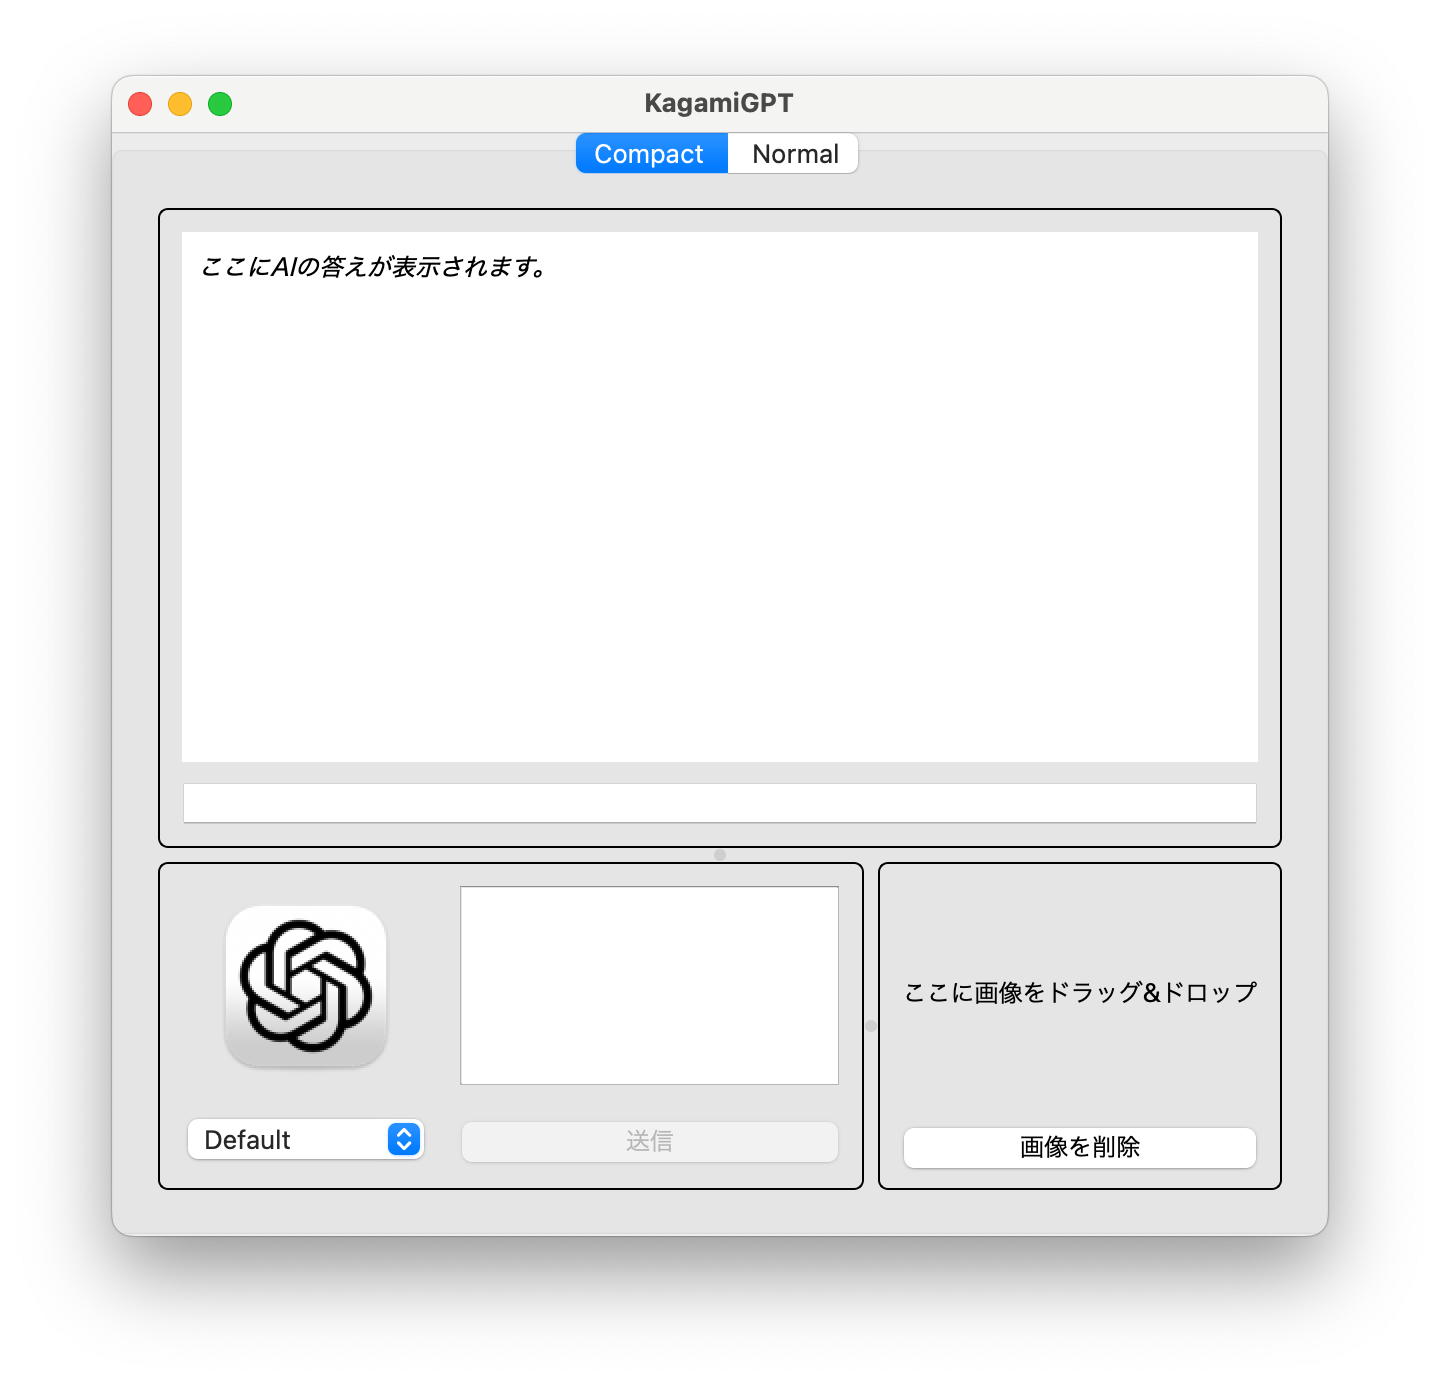 KagamiGPT
Compact
Normal
ここにAIの答えが表示されます。
ここに画像をドラッグ&ドロップ
Default
送信
画像を削除